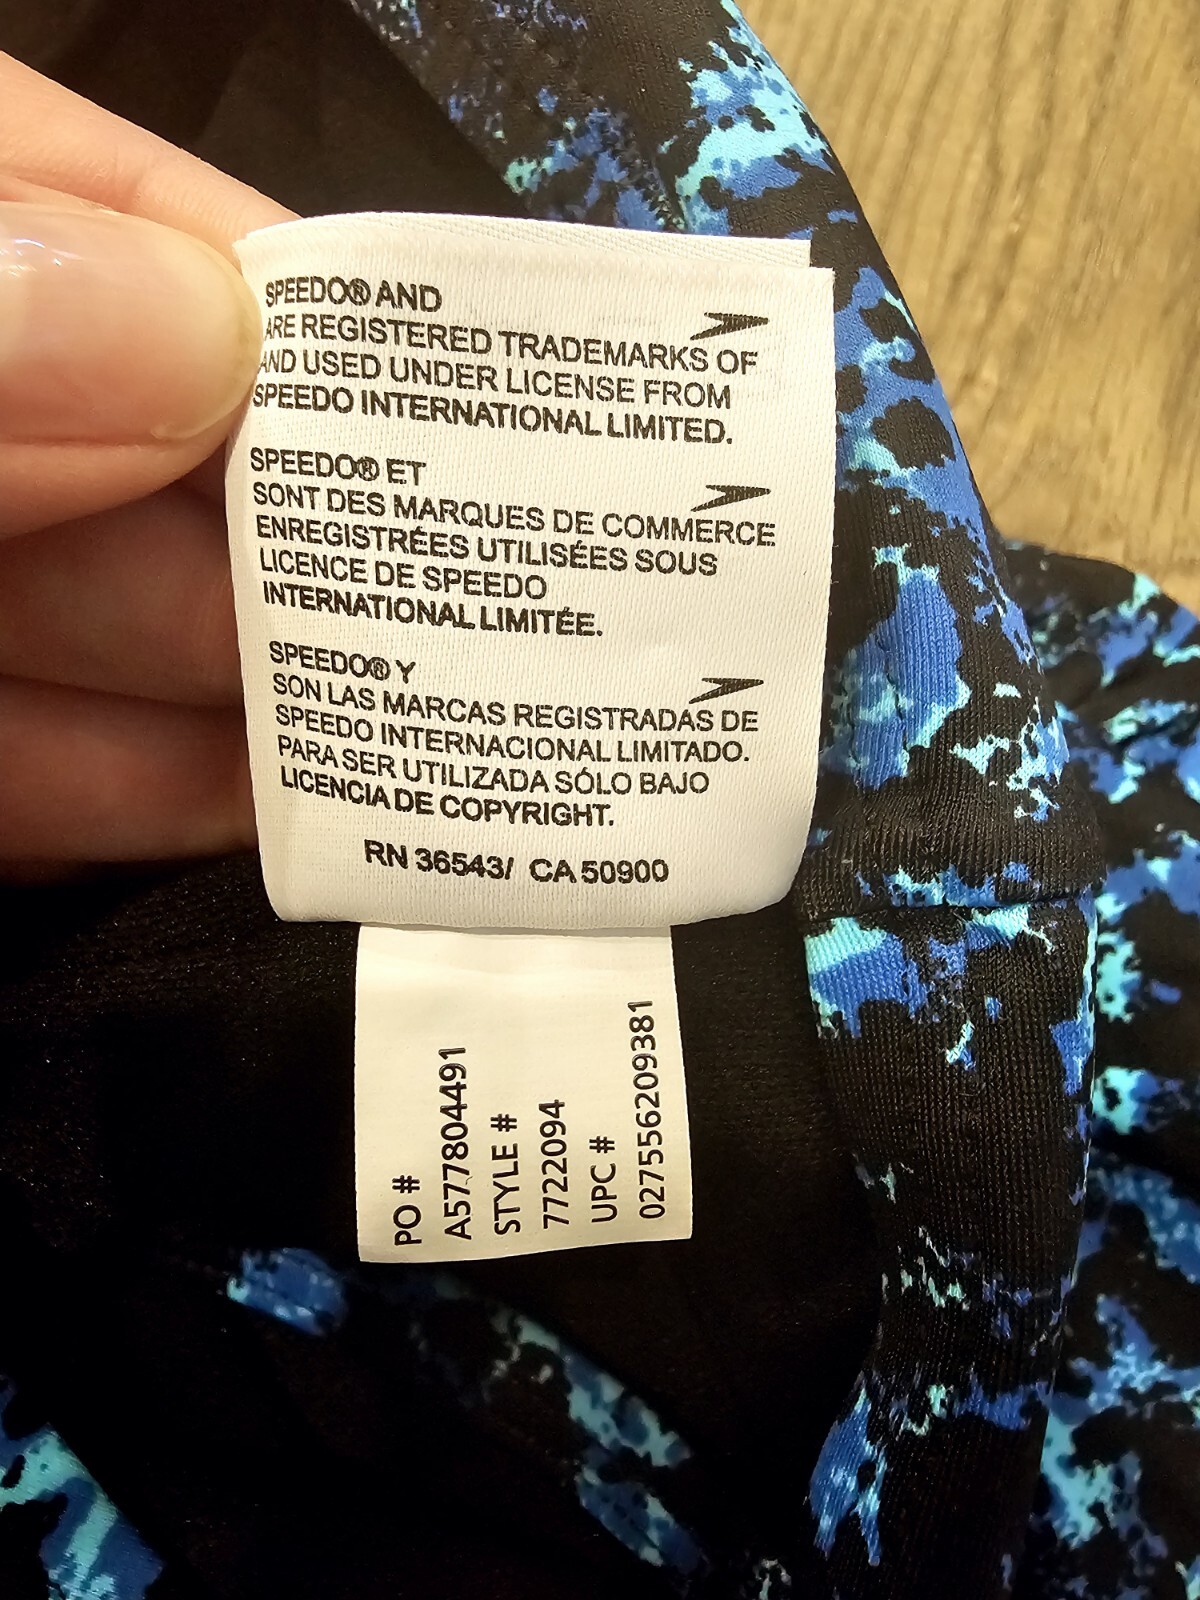 SPEEDO® AND
ARE REGISTERED TRADEMARKS OF
AND USED UNDER LICENSE FROM
SPEEDO INTERNATIONAL LIMITED.
SPEEDO® ET
SONT DES MARQUES DE COMMERCE
ENREGISTRÉES UTILISÉES SOUS
LICENCE DE SPEEDO
INTERNATIONAL LIMITÉE.
SPEEDO® Y
SON LAS MARCAS REGISTRADAS DE
SPEEDO INTERNACIONAL LIMITADO.
PARA SER UTILIZADA SÓLO BAJO
LICENCIA DE COPYRIGHT.
RN 36543/ CA 50900
PO #
A577804491
STYLE #
7722094
UPC #
027556209381